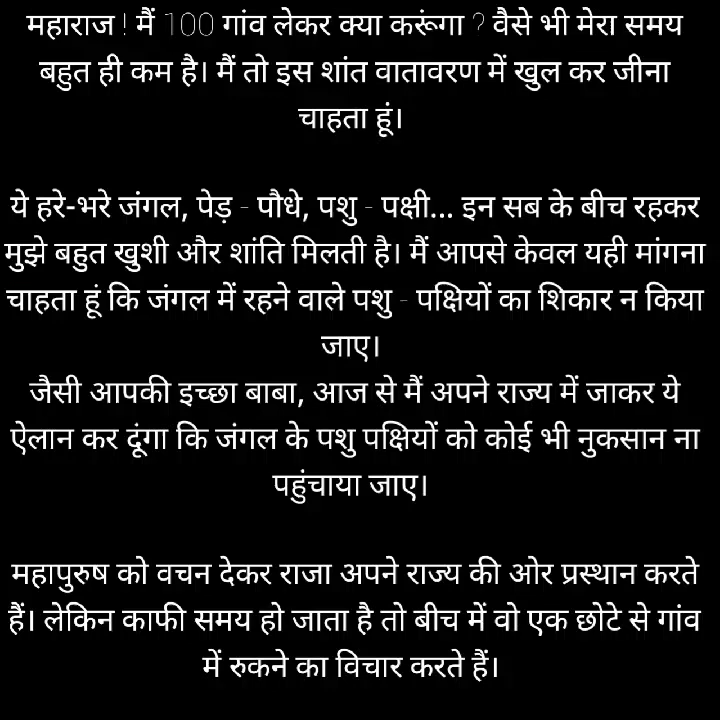 महाराज ! मैं 100 गांव लेकर क्या करूंगा ? वैसे भी मेरा समय
बहुत ही कम है। मैं तो इस शांत वातावरण में खुल कर जीना
चाहता हूं।
ये हरे-भरे जंगल, पेड़ - पौधे, पशु - पक्षी... इन सब के बीच रहकर
मुझे बहुत खुशी और शांति मिलती है। मैं आपसे केवल यही मांगना
चाहता हूं कि जंगल में रहने वाले पशु - पक्षियों का शिकार न किया
जाए।
जैसी आपकी इच्छा बाबा, आज से मैं अपने राज्य में जाकर ये
ऐलान कर दूंगा कि जंगल के पशु पक्षियों को कोई भी नुकसान ना
पहुंचाया जाए।
महापुरुष को वचन देकर राजा अपने राज्य की ओर प्रस्थान करते
हैं। लेकिन काफी समय हो जाता है तो बीच में वो एक छोटे से गांव
में रुकने का विचार करते हैं।